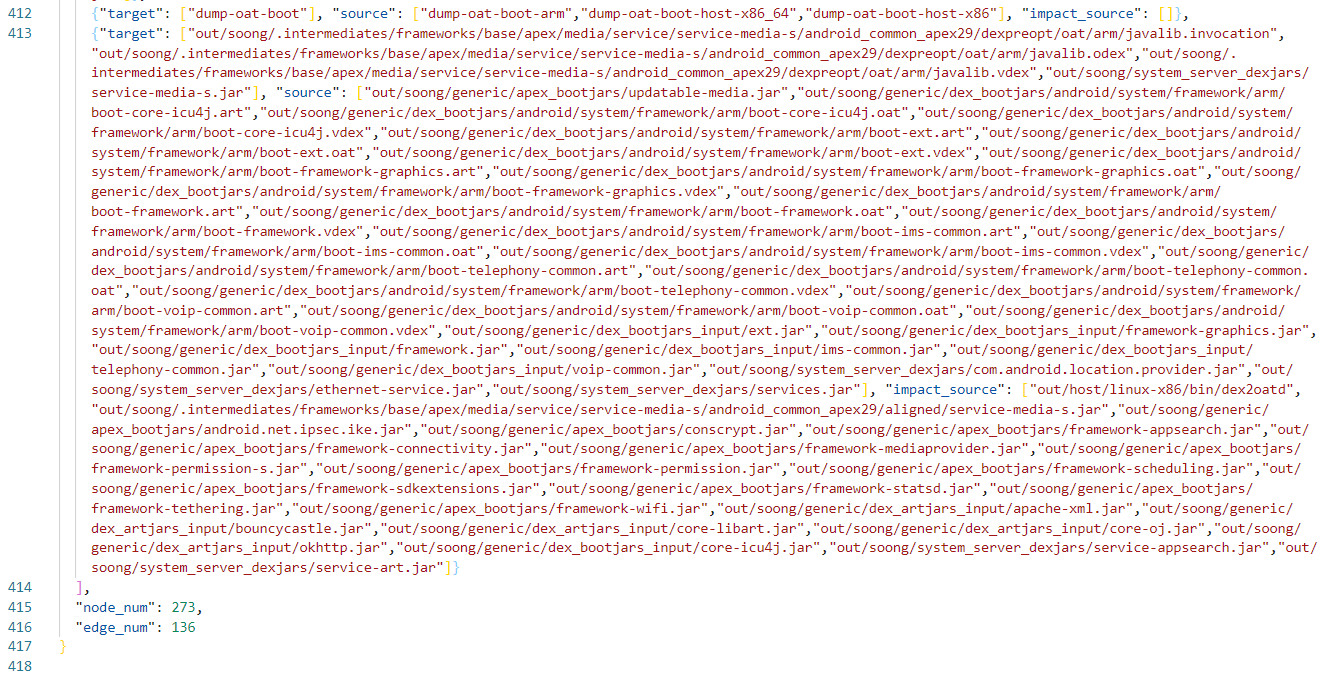 412 {"target": ["dump-oat-boot"], "source": ["dump-oat-boot-arm","dump-oat-boot-host-x86_64","dump-oat-boot-host-x86"], "impact_source": []},
413 {"target": ["out/soong/.intermediates/frameworks/base/apex/media/service/service-media-s/android_common_apex29/dexpreopt/oat/arm/javalib.invocation",
"out/soong/.intermediates/frameworks/base/apex/media/service/service-media-s/android_common_apex29/dexpreopt/oat/arm/javalib.odex","out/soong/.
intermediates/frameworks/base/apex/media/service/service-media-s/android_common_apex29/dexpreopt/oat/arm/javalib.vdex","out/soong/system_server_dexjars/
service-media-s.jar"], "source": ["out/soong/generic/apex_bootjars/updatable-media.jar","out/soong/generic/dex_bootjars/android/system/framework/arm/
boot-core-icu4j.art","out/soong/generic/dex_bootjars/android/system/framework/arm/boot-core-icu4j.oat","out/soong/generic/dex_bootjars/android/system/
framework/arm/boot-core-icu4j.vdex","out/soong/generic/dex_bootjars/android/system/framework/arm/boot-ext.art","out/soong/generic/dex_bootjars/android/
system/framework/arm/boot-ext.oat","out/soong/generic/dex_bootjars/android/system/framework/arm/boot-ext.vdex","out/soong/generic/dex_bootjars/android/
system/framework/arm/boot-framework-graphics.art","out/soong/generic/dex_bootjars/android/system/framework/arm/boot-framework-graphics.oat","out/soong/
generic/dex_bootjars/android/system/framework/arm/boot-framework-graphics.vdex","out/soong/generic/dex_bootjars/android/system/framework/arm/
boot-framework.art","out/soong/generic/dex_bootjars/android/system/framework/arm/boot-framework.oat","out/soong/generic/dex_bootjars/android/system/
framework/arm/boot-framework.vdex","out/soong/generic/dex_bootjars/android/system/framework/arm/boot-ims-common.art","out/soong/generic/dex_bootjars/
android/system/framework/arm/boot-ims-common.oat","out/soong/generic/dex_bootjars/android/system/framework/arm/boot-ims-common.vdex","out/soong/generic/
dex_bootjars/android/system/framework/arm/boot-telephony-common.art","out/soong/generic/dex_bootjars/android/system/framework/arm/boot-telephony-common.
oat","out/soong/generic/dex_bootjars/android/system/framework/arm/boot-telephony-common.vdex","out/soong/generic/dex_bootjars/android/system/framework/
arm/boot-voip-common.art","out/soong/generic/dex_bootjars/android/system/framework/arm/boot-voip-common.oat","out/soong/generic/dex_bootjars/android/
system/framework/arm/boot-voip-common.vdex","out/soong/generic/dex_bootjars_input/ext.jar","out/soong/generic/dex_bootjars_input/framework-graphics.jar",
"out/soong/generic/dex_bootjars_input/framework.jar","out/soong/generic/dex_bootjars_input/ims-common.jar","out/soong/generic/dex_bootjars_input/
telephony-common.jar","out/soong/generic/dex_bootjars_input/voip-common.jar","out/soong/system_server_dexjars/com.android.location.provider.jar","out/
soong/system_server_dexjars/ethernet-service.jar","out/soong/system_server_dexjars/services.jar"], "impact_source": ["out/host/linux-x86/bin/dex2oatd",
"out/soong/.intermediates/frameworks/base/apex/media/service/service-media-s/android_common_apex29/aligned/service-media-s.jar","out/soong/generic/
apex_bootjars/android.net.ipsec.ike.jar","out/soong/generic/apex_bootjars/conscrypt.jar","out/soong/generic/apex_bootjars/framework-appsearch.jar","out/
soong/generic/apex_bootjars/framework-connectivity.jar","out/soong/generic/apex_bootjars/framework-mediaprovider.jar","out/soong/generic/apex_bootjars/
framework-permission-s.jar","out/soong/generic/apex_bootjars/framework-permission.jar","out/soong/generic/apex_bootjars/framework-scheduling.jar","out/
soong/generic/apex_bootjars/framework-sdkextensions.jar","out/soong/generic/apex_bootjars/framework-statsd.jar","out/soong/generic/apex_bootjars/
framework-tethering.jar","out/soong/generic/apex_bootjars/framework-wifi.jar","out/soong/generic/dex_artjars_input/apache-xml.jar","out/soong/generic/
dex_artjars_input/bouncycastle.jar","out/soong/generic/dex_artjars_input/core-libart.jar","out/soong/generic/dex_artjars_input/core-oj.jar","out/soong/
generic/dex_artjars_input/okhttp.jar","out/soong/generic/dex_bootjars_input/core-icu4j.jar","out/soong/system_server_dexjars/service-appsearch.jar","out/
soong/system_server_dexjars/service-art.jar"]}
414 ],
415 "node_num": 273,
416 "edge_num": 136
417 }
418